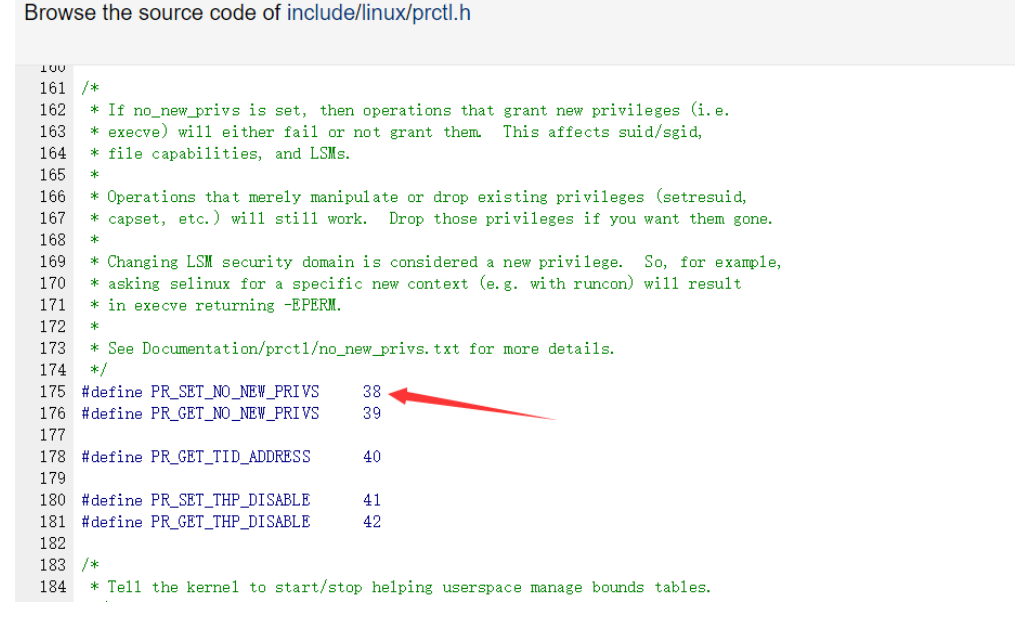 Browse the source code of include/linux/prctl.h
160
161 /*
162  * If no_new_privs is set, then operations that grant new privileges (i.e.
163  * execve) will either fail or not grant them.  This affects suid/sgid,
164  * file capabilities, and LSMs.
165  *
166  * Operations that merely manipulate or drop existing privileges (setresuid,
167  * capset, etc.) will still work.  Drop those privileges if you want them gone.
168  *
169  * Changing LSM security domain is considered a new privilege.  So, for example,
170  * asking selinux for a specific new context (e.g. with runcon) will result
171  * in execve returning -EPERM.
172  *
173  * See Documentation/prctl/no_new_privs.txt for more details.
174  */
175 #define PR_SET_NO_NEW_PRIVS     38
176 #define PR_GET_NO_NEW_PRIVS     39
177
178 #define PR_GET_TID_ADDRESS      40
179
180 #define PR_SET_THP_DISABLE      41
181 #define PR_GET_THP_DISABLE      42
182
183 /*
184  * Tell the kernel to start/stop helping userspace manage bounds tables.